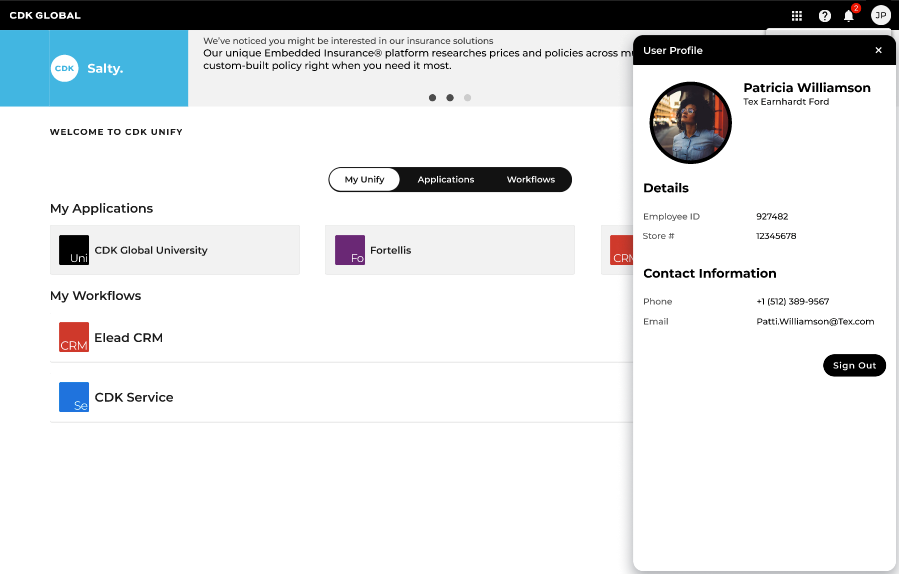 CDK GLOBAL
2
JP
CDK
Salty.
We've noticed you might be interested in our insurance solutions
Our unique Embedded Insurance® platform researches prices and policies across
custom-built policy right when you need it most.
WELCOME TO CDK UNIFY
My Unify
Applications
Workflows
My Applications
Uni
CDK Global University
Fo
Fortellis
CRM
My Workflows
CRM
Elead CRM
Se
CDK Service
User Profile
Patricia Williamson
Tex Earnhardt Ford
Details
Employee ID 927482
Store # 12345678
Contact Information
Phone +1 (512) 389-9567
Email Patti.Williamson@Tex.com
Sign Out